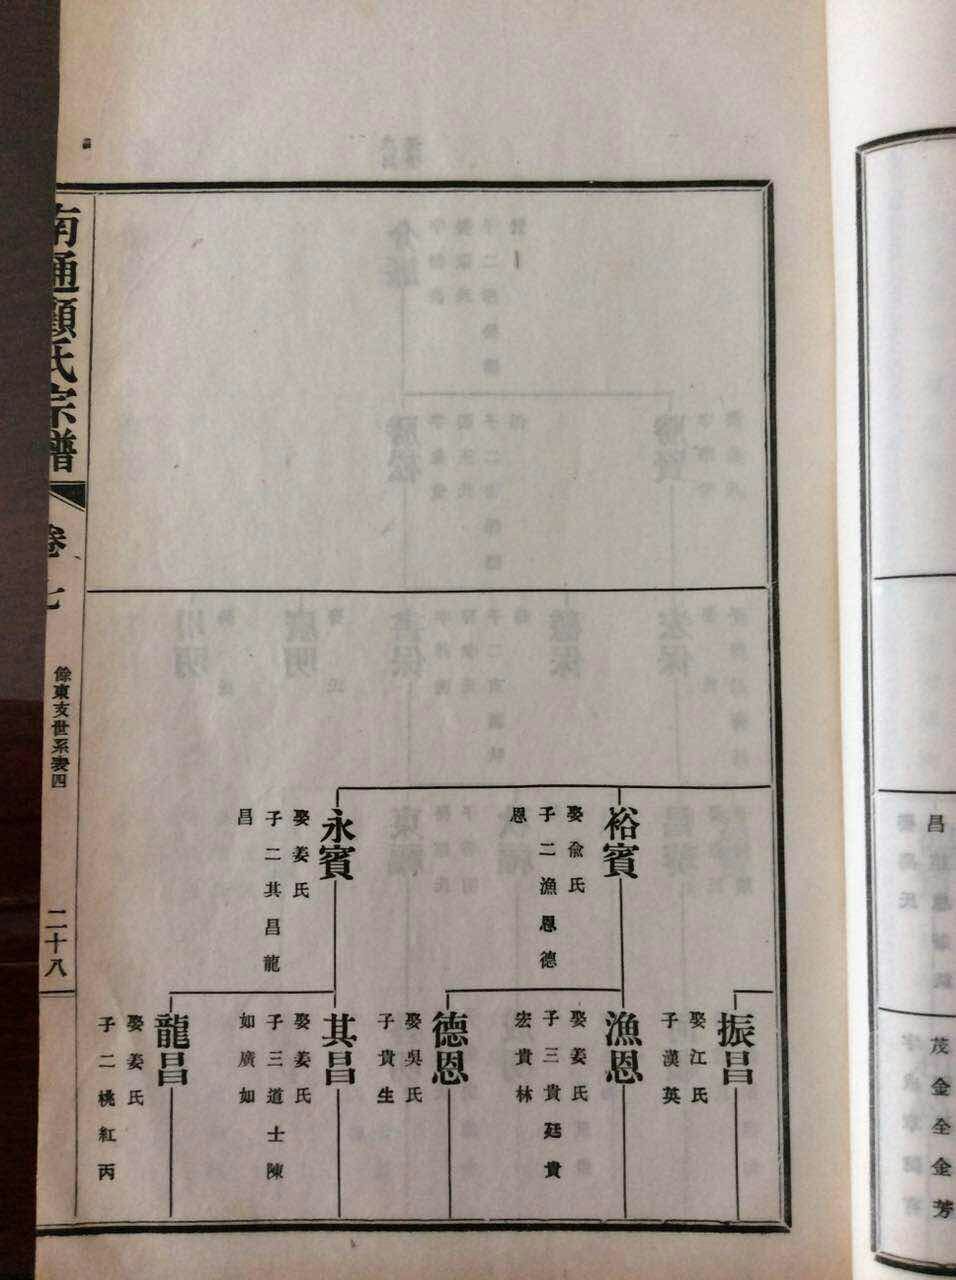 昌
茂金全金芳
裕賓
娶俞氏
子二漁恩德
恩
永賓
娶姜氏
子二其昌龍
昌
振昌
娶江氏
子漢英
漁恩
娶姜氏
子三貴廷貴
宏貴林
德恩
娶吳氏
子貴生
其昌
娶姜氏
子三道士陳
如廣如
龍昌
娶姜氏
子二桃紅丙
南通顧氏宗譜
卷七
餘東亥世系表四
二十八